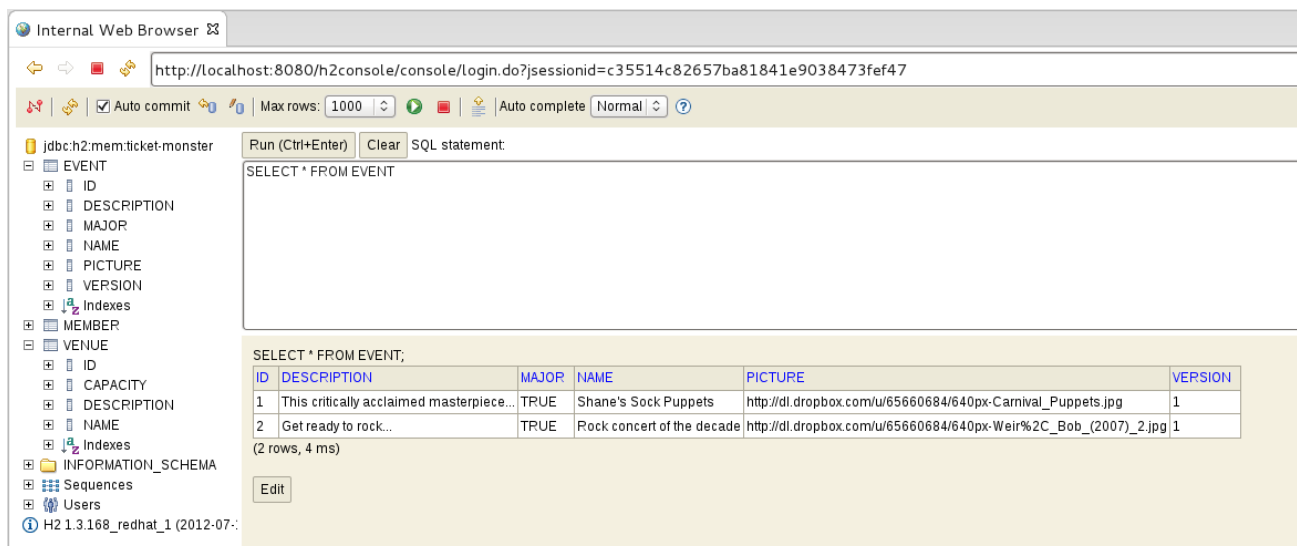 Internal Web Browser
http://localhost:8080/h2console/console/login.do?jsessionid=c35514c82657ba81841e9038473fef47
Auto commit Max rows: 1000 Auto complete Normal
jdbc:h2:mem:ticket-monster
EVENT
ID
DESCRIPTION
MAJOR
NAME
PICTURE
VERSION
Indexes
MEMBER
VENUE
ID
CAPACITY
DESCRIPTION
NAME
Indexes
INFORMATION_SCHEMA
Sequences
Users
H2 1.3.168_redhat_1 (2012-07-
Run (Ctrl+Enter) Clear SQL statement:
SELECT * FROM EVENT
SELECT * FROM EVENT;
ID DESCRIPTION MAJOR NAME PICTURE VERSION
1 This critically acclaimed masterpiece... TRUE Shane's Sock Puppets http://dl.dropbox.com/u/65660684/640px-Carnival_Puppets.jpg 1
2 Get ready to rock... TRUE Rock concert of the decade http://dl.dropbox.com/u/65660684/640px-Weir%2C_Bob_(2007)_2.jpg 1
(2 rows, 4 ms)
Edit